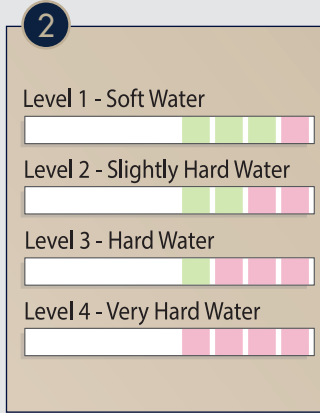 2
Level 1 - Soft Water
Level 2 - Slightly Hard Water
Level 3 - Hard Water
Level 4 - Very Hard Water